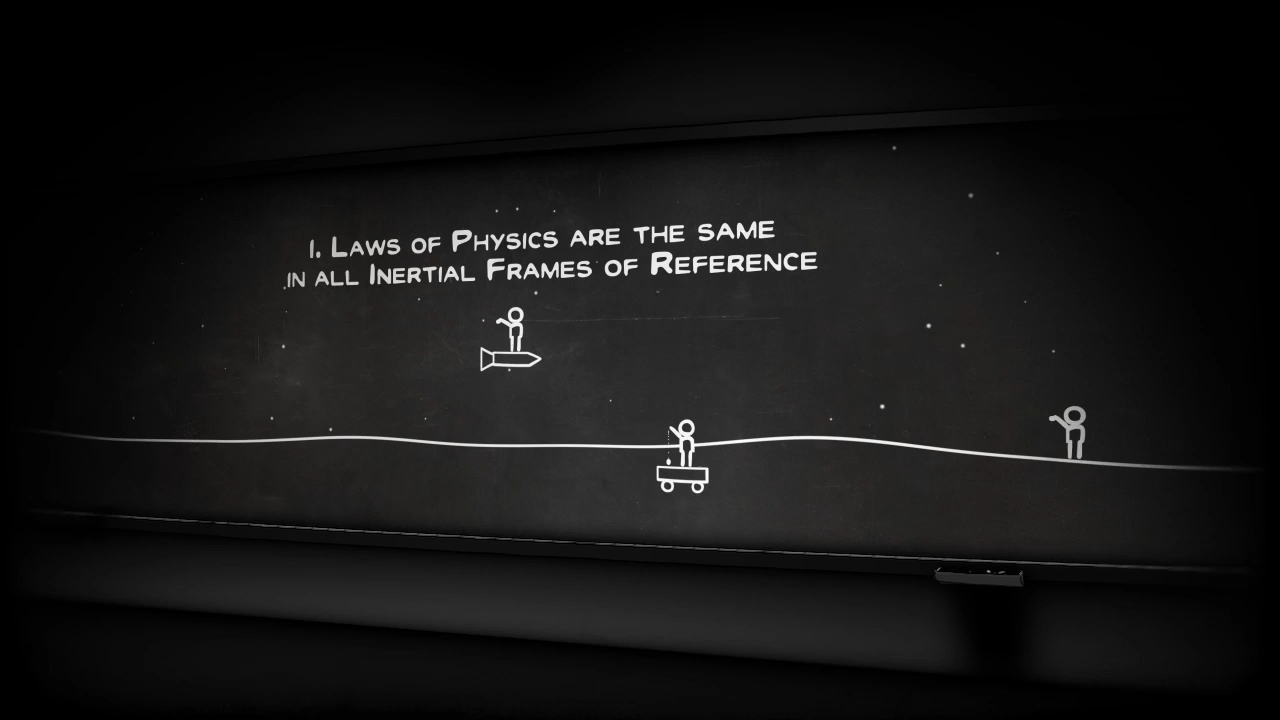 1. Laws of Physics are the same
in all Inertial Frames of Reference